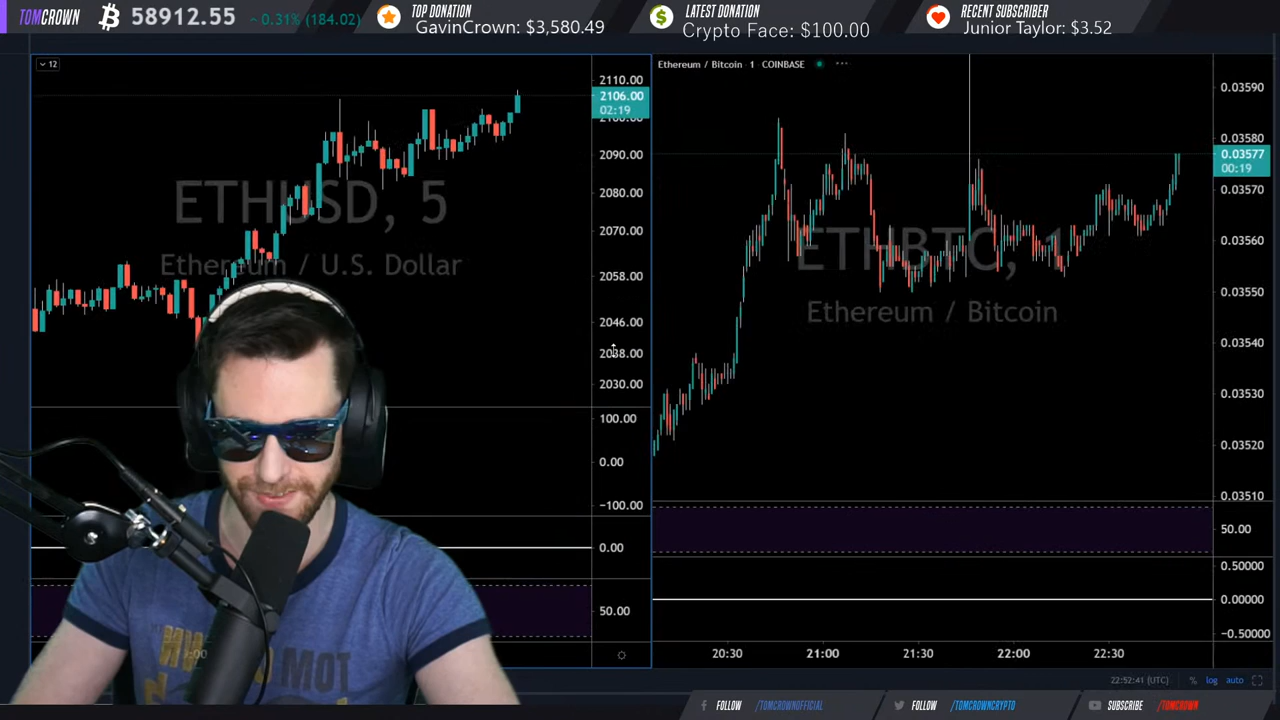 TOMCROWN
58912.55
0.31% (184.02)
TOP DONATION
GavinCrown: $3,580.49
LATEST DONATION
Crypto Face: $100.00
RECENT SUBSCRIBER
Junior Taylor: $3.52
12
2110.00
2106.00
02:19
2100.00
2090.00
2080.00
2070.00
2058.00
2046.00
2038.00
2030.00
100.00
0.00
−100.00
0.00
50.00
ETHUSD, 5
Ethereum / U.S. Dollar
Ethereum / Bitcoin · 1 COINBASE
ETHBTC, 1
Ethereum / Bitcoin
0.03590
0.03580
0.03577
00:19
0.03570
0.03560
0.03550
0.03540
0.03530
0.03520
0.03510
50.00
0.50000
0.00000
−0.50000
20:30
21:00
21:30
22:00
22:30
22:52:41 (UTC)
%
log
auto
MOT
FOLLOW /TOMCROWNOFFICIAL
FOLLOW /TOMCROWNCRYPTO
SUBSCRIBE /TOMCROWN